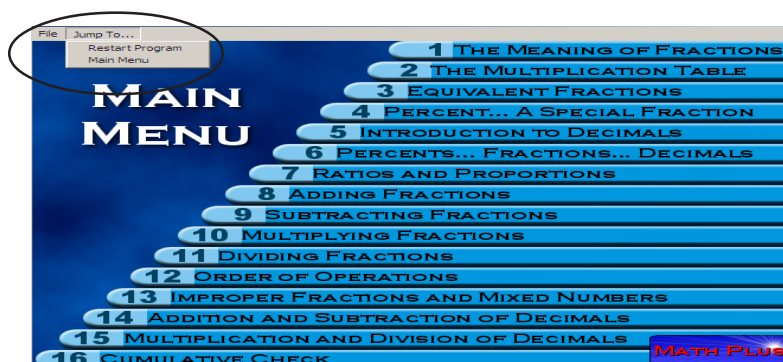 File Jump To...
Restart Program
Main Menu
MAIN
MENU
1 THE MEANING OF FRACTIONS
2 THE MULTIPLICATION TABLE
3 EQUIVALENT FRACTIONS
4 PERCENT... A SPECIAL FRACTION
5 INTRODUCTION TO DECIMALS
6 PERCENTS... FRACTIONS... DECIMALS
7 RATIOS AND PROPORTIONS
8 ADDING FRACTIONS
9 SUBTRACTING FRACTIONS
10 MULTIPLYING FRACTIONS
11 DIVIDING FRACTIONS
12 ORDER OF OPERATIONS
13 IMPROPER FRACTIONS AND MIXED NUMBERS
14 ADDITION AND SUBTRACTION OF DECIMALS
15 MULTIPLICATION AND DIVISION OF DECIMALS
16 CUMULATIVE CHECK
MATH PLUS